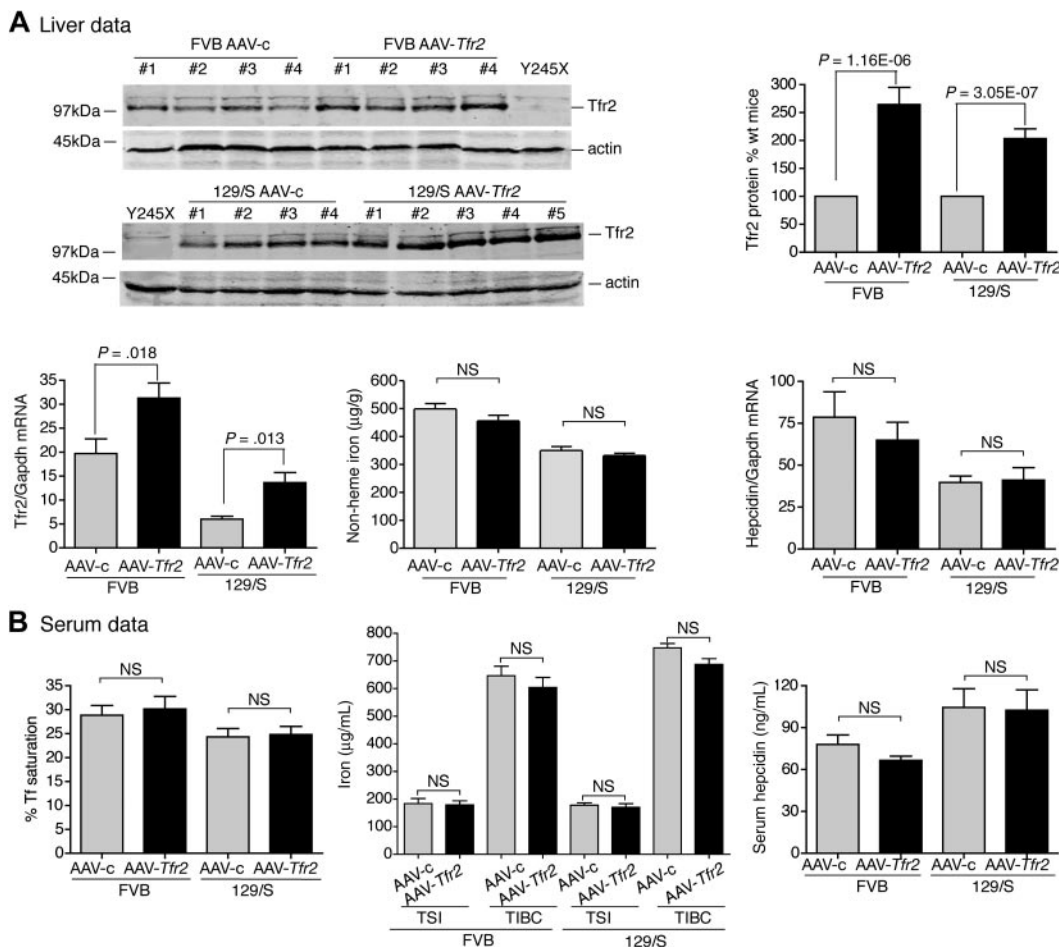 A Liver data
FVB AAV-c FVB AAV-Tfr2
#1 #2 #3 #4 #1 #2 #3 #4 Y245X
97kDa
Tfr2
45kDa
actin
129/S AAV-c 129/S AAV-Tfr2
Y245X #1 #2 #3 #4 #1 #2 #3 #4 #5
Tfr2
97kDa
45kDa
actin
P = 1.16E-06
P = 3.05E-07
Tfr2 protein % wt mice
300
250
200
150
100
50
0
AAV-c AAV-Tfr2 AAV-c AAV-Tfr2
FVB 129/S
P = .018
P = .013
Tfr2/Gapdh mRNA
35
30
25
20
15
10
5
0
AAV-c AAV-Tfr2 AAV-c AAV-Tfr2
FVB 129/S
NS
NS
Non-heme iron (µg/g)
600
500
400
300
200
100
0
AAV-c AAV-Tfr2 AAV-c AAV-Tfr2
FVB 129/S
NS
NS
Hepcidin/Gapdh mRNA
100
75
50
25
0
AAV-c AAV-Tfr2 AAV-c AAV-Tfr2
FVB 129/S
B Serum data
NS
NS
% Tf saturation
35
30
25
20
15
10
5
0
AAV-c AAV-Tfr2 AAV-c AAV-Tfr2
FVB 129/S
NS
NS
NS
NS
Iron (µg/mL)
800
600
400
200
0
AAV-c AAV-Tfr2 AAV-c AAV-Tfr2 AAV-c AAV-Tfr2 AAV-c AAV-Tfr2
TSI TIBC TSI TIBC
FVB 129/S
NS
NS
Serum hepcidin (ng/mL)
120
90
60
30
0
AAV-c AAV-Tfr2 AAV-c AAV-Tfr2
FVB 129/S